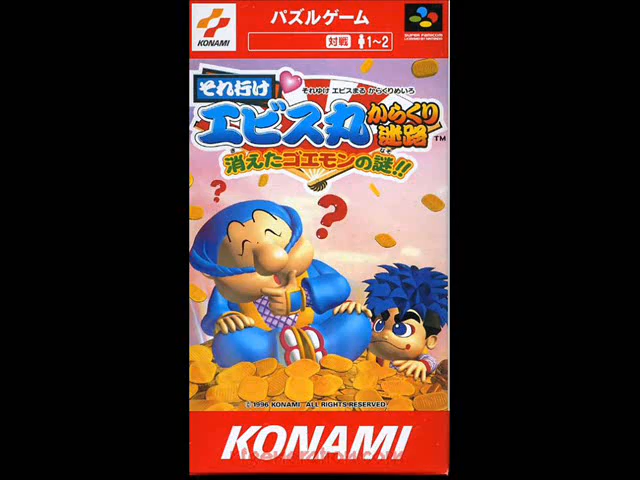 パズルゲーム
KONAMI
対戦 1~2
SUPER FAMICOM
それ行け
それゆけ エビスまる からくりめいろ
エビス丸
からくり
迷路
TM
き なぞ
消えたゴエモンの謎!!
?
?
© 1996 KONAMI ALL RIGHTS RESERVED.
KONAMI